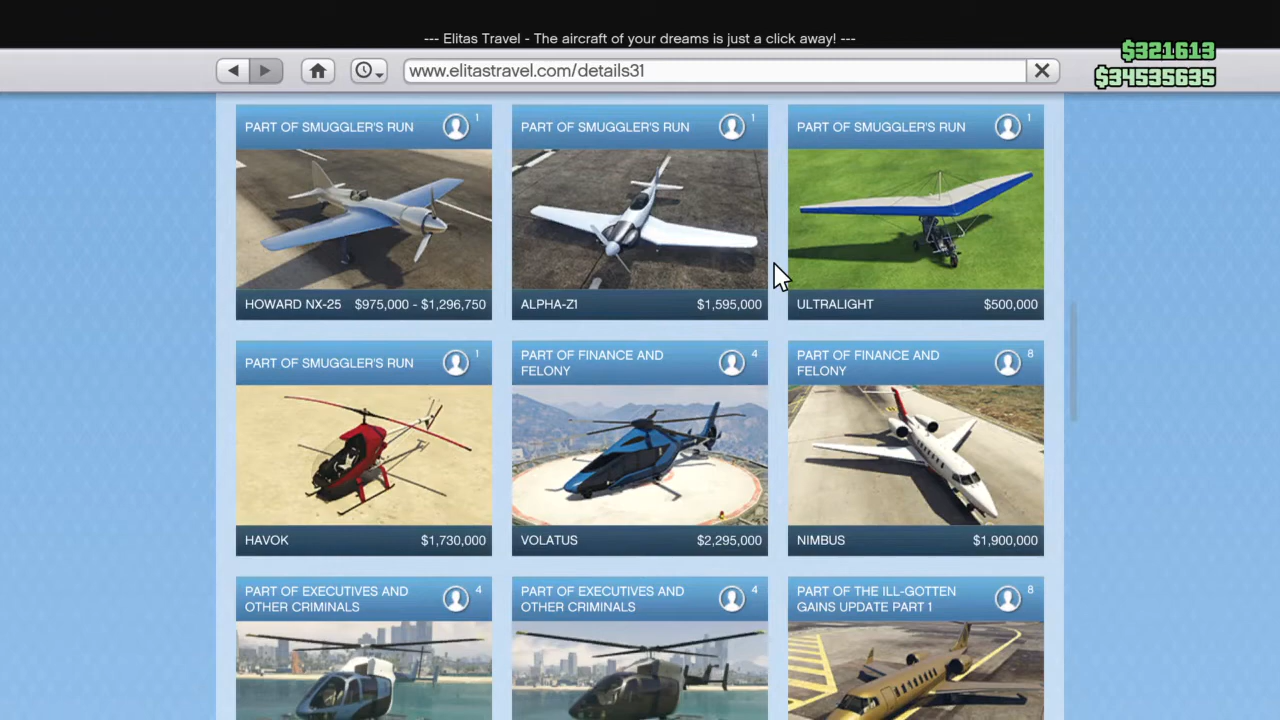 --- Elitas Travel - The aircraft of your dreams is just a click away! ---
$321613
$34535635
www.elitastravel.com/details31
PART OF SMUGGLER'S RUN 1
PART OF SMUGGLER'S RUN 1
PART OF SMUGGLER'S RUN 1
HOWARD NX-25 $975,000 - $1,296,750
ALPHA-Z1 $1,595,000
ULTRALIGHT $500,000
PART OF SMUGGLER'S RUN 1
PART OF FINANCE AND
FELONY 4
PART OF FINANCE AND
FELONY 8
HAVOK $1,730,000
VOLATUS $2,295,000
NIMBUS $1,900,000
PART OF EXECUTIVES AND
OTHER CRIMINALS 4
PART OF EXECUTIVES AND
OTHER CRIMINALS 4
PART OF THE ILL-GOTTEN
GAINS UPDATE PART 1 8